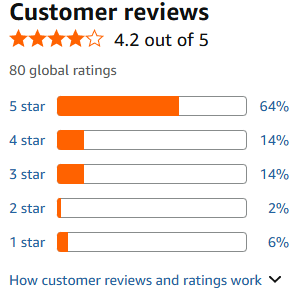 Customer reviews
4.2 out of 5
80 global ratings
5 star 64%
4 star 14%
3 star 14%
2 star 2%
1 star 6%
How customer reviews and ratings work